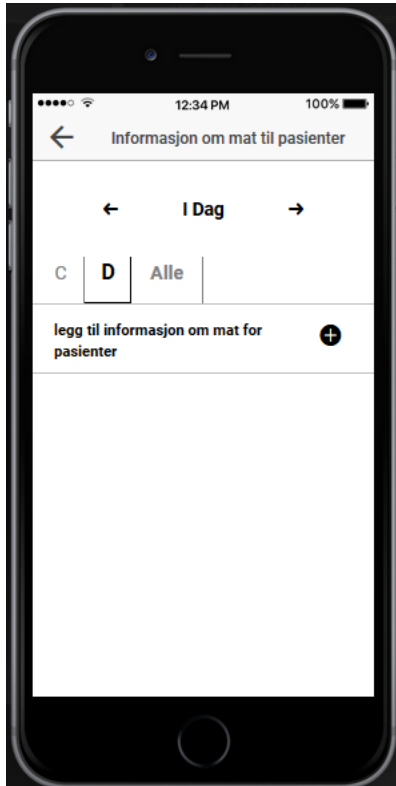 12:34 PM 100%
Informasjon om mat til pasienter
← I Dag →
C D Alle
legg til informasjon om mat for
pasienter